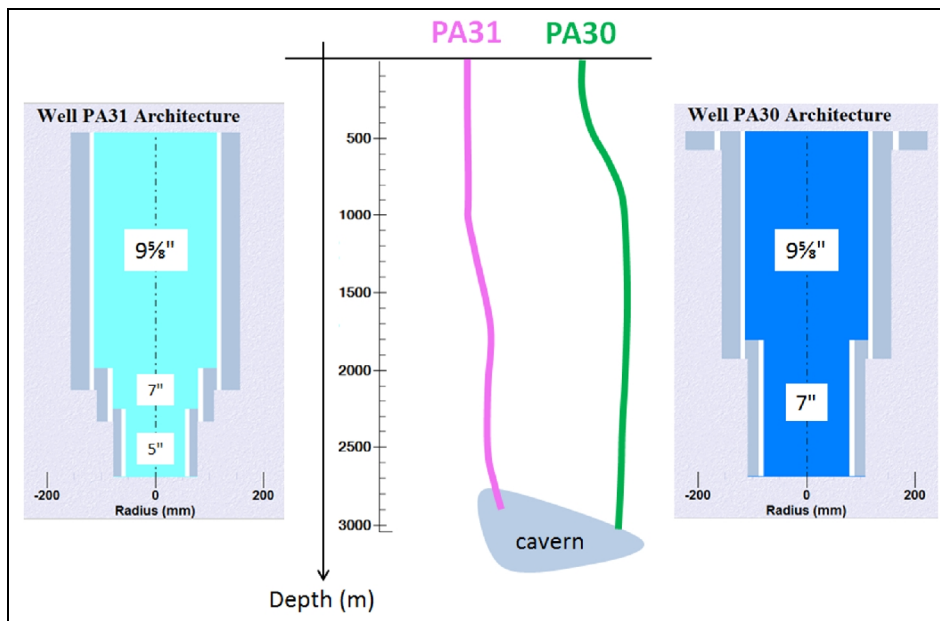 PA31
PA30
Well PA31 Architecture
9⅝"
7"
5"
-200
0
200
Radius (mm)
500
1000
1500
2000
2500
3000
cavern
Depth (m)
Well PA30 Architecture
9⅝"
7"
-200
0
200
Radius (mm)